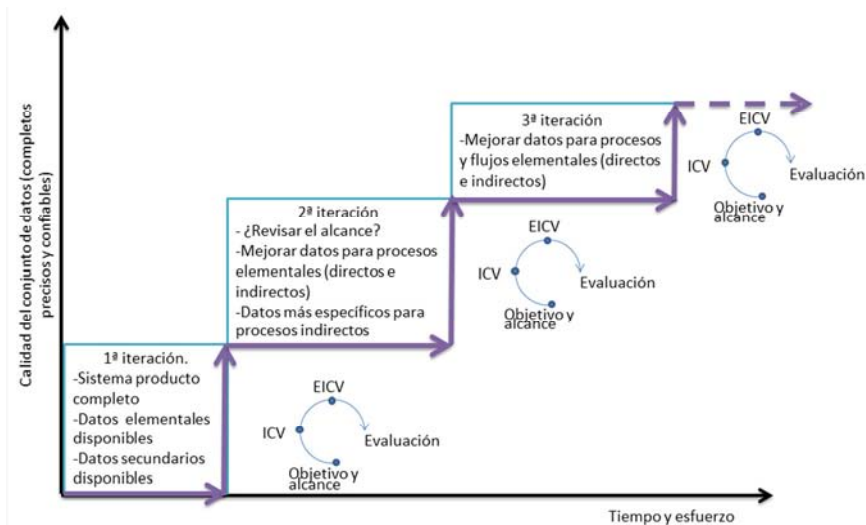 Calidad del conjunto de datos (completos
precisos y confiables)
3ª iteración
-Mejorar datos para procesos
y flujos elementales (directos
e indirectos)
EICV
ICV
Evaluación
Objetivo y
alcance
2ª iteración
- ¿Revisar el alcance?
-Mejorar datos para procesos
elementales (directos e
indirectos)
-Datos más específicos para
procesos indirectos
EICV
ICV
Evaluación
Objetivo y
alcance
1ª iteración.
-Sistema producto
completo
-Datos elementales
disponibles
-Datos secundarios
disponibles
EICV
ICV
Evaluación
Objetivo y
alcance
Tiempo y esfuerzo